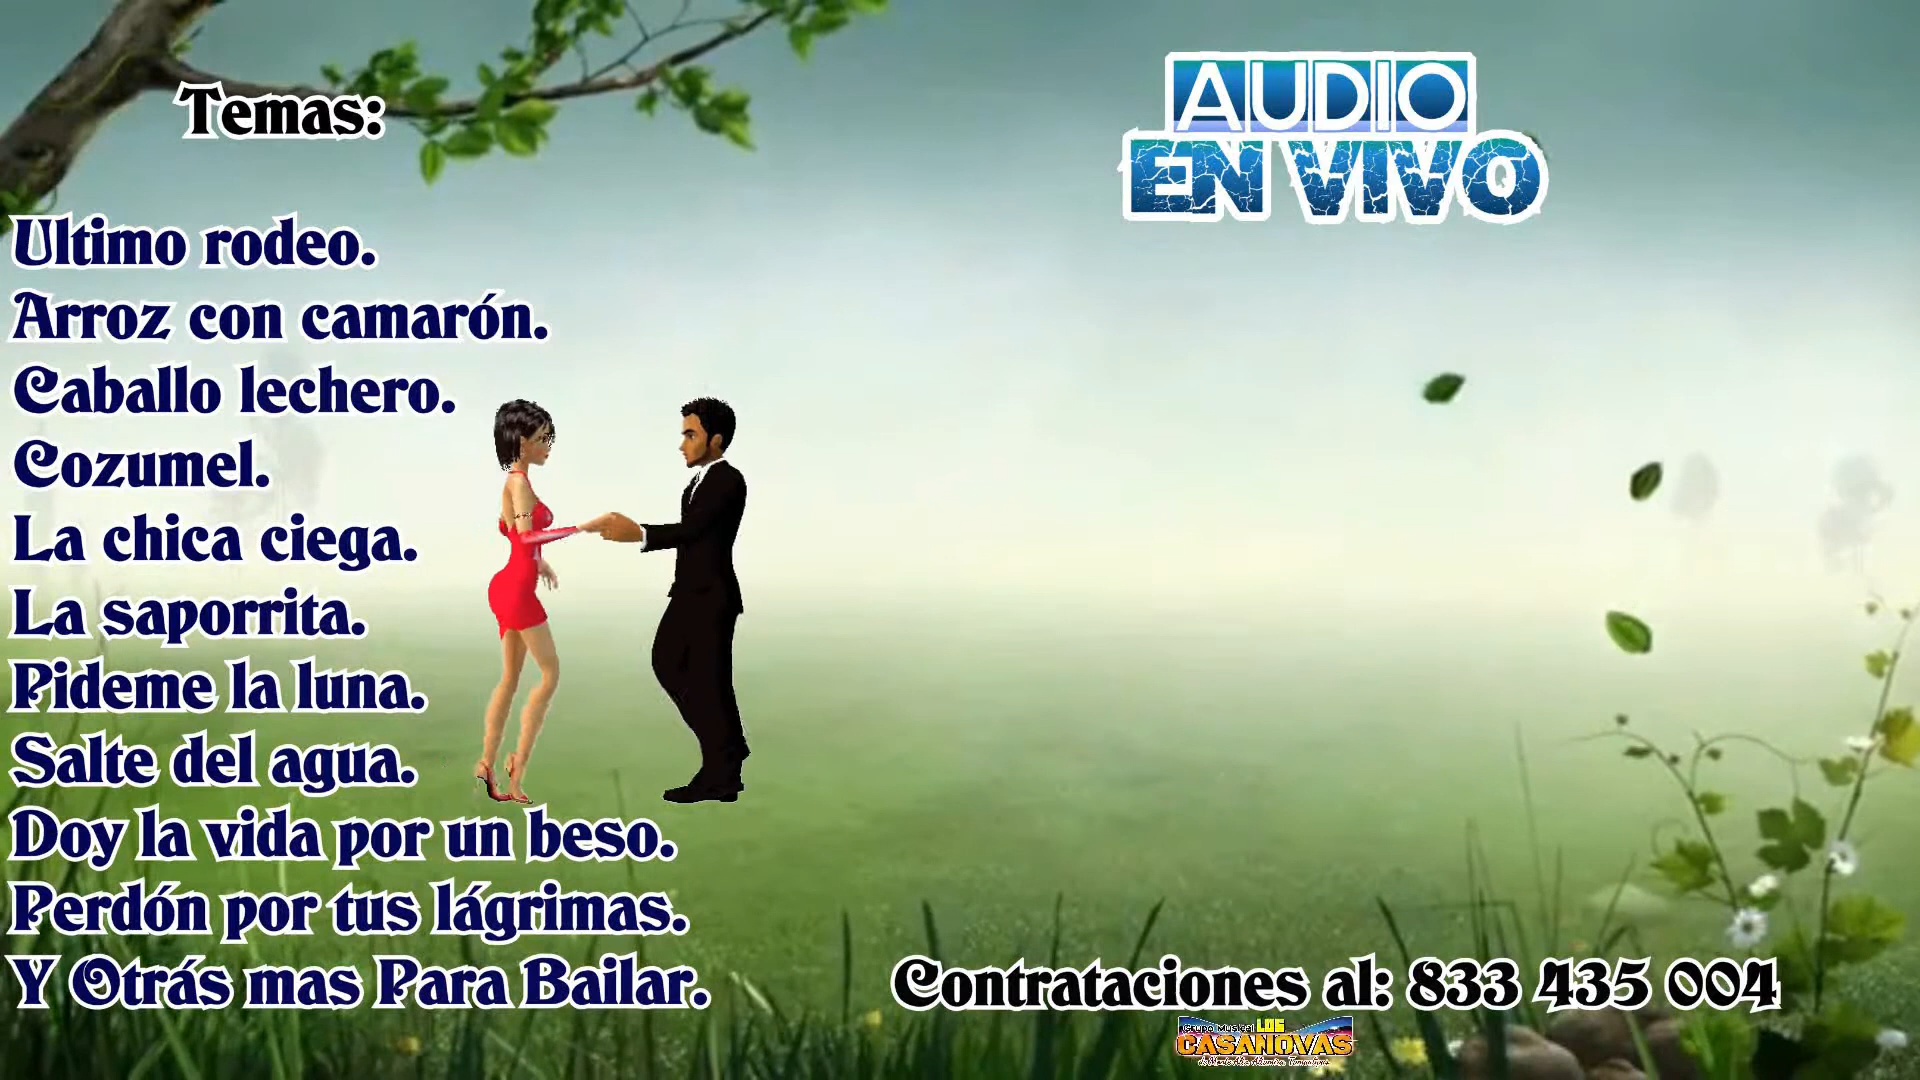 Temas:
Ultimo rodeo.
Arroz con camarón.
Caballo lechero.
Cozumel.
La chica ciega.
La saporrita.
Pideme la luna.
Salte del agua.
Doy la vida por un beso.
Perdón por tus lágrimas.
Y Otrás mas Para Bailar.
AUDIO
EN VIVO
Contrataciones al: 833 435 004
Grupo Musical LOS
CASANOVAS